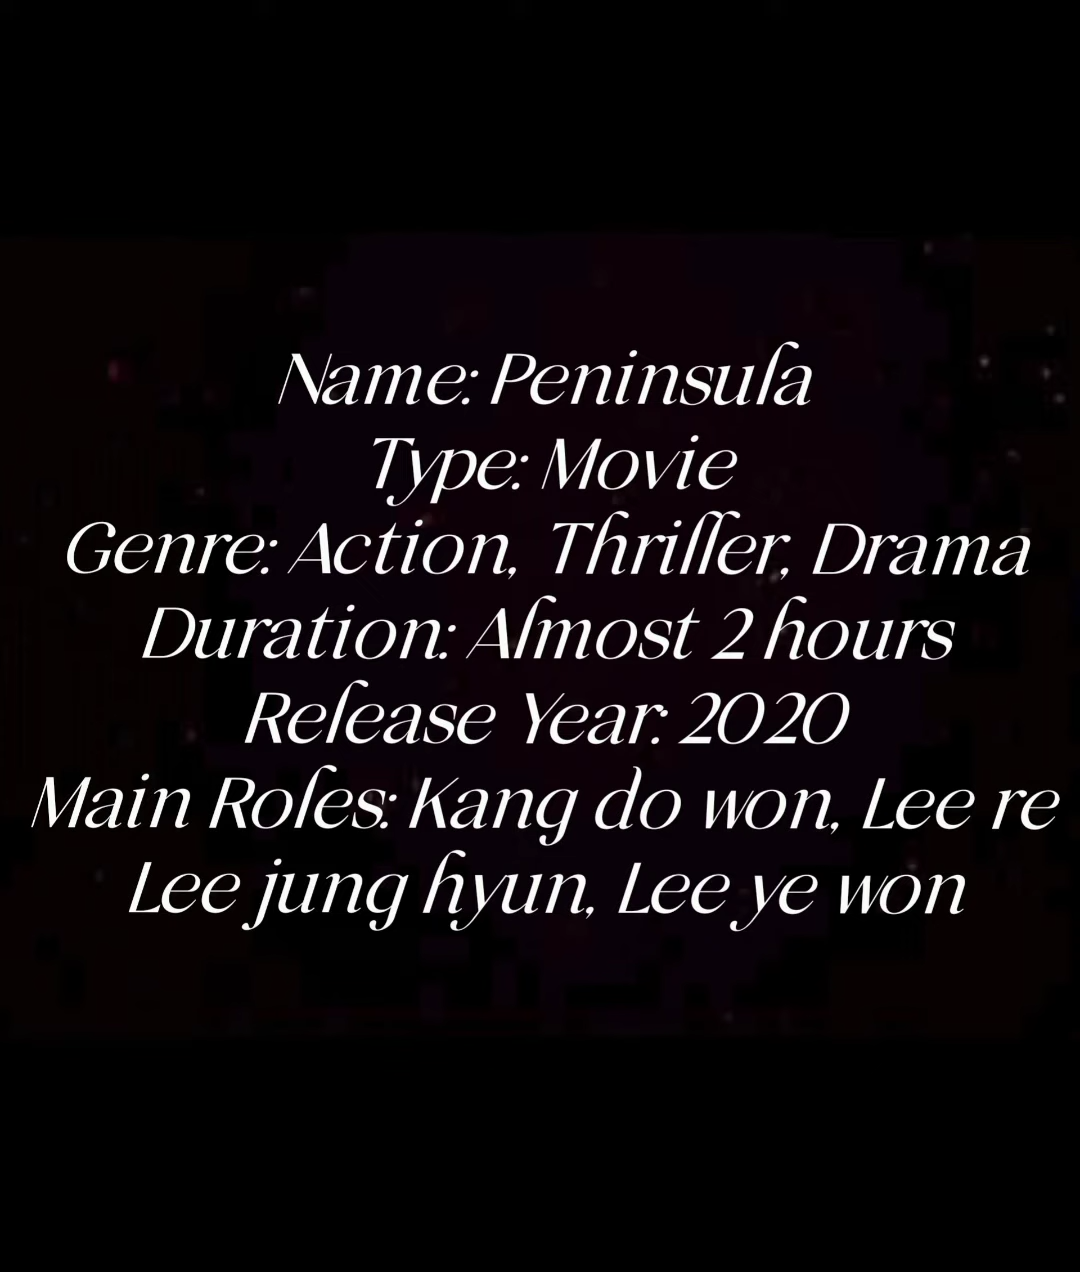 Name: Peninsula
Type: Movie
Genre: Action, Thriller, Drama
Duration: Almost 2 hours
Release Year: 2020
Main Roles: Kang do won, Lee re
Lee jung hyun, Lee ye won